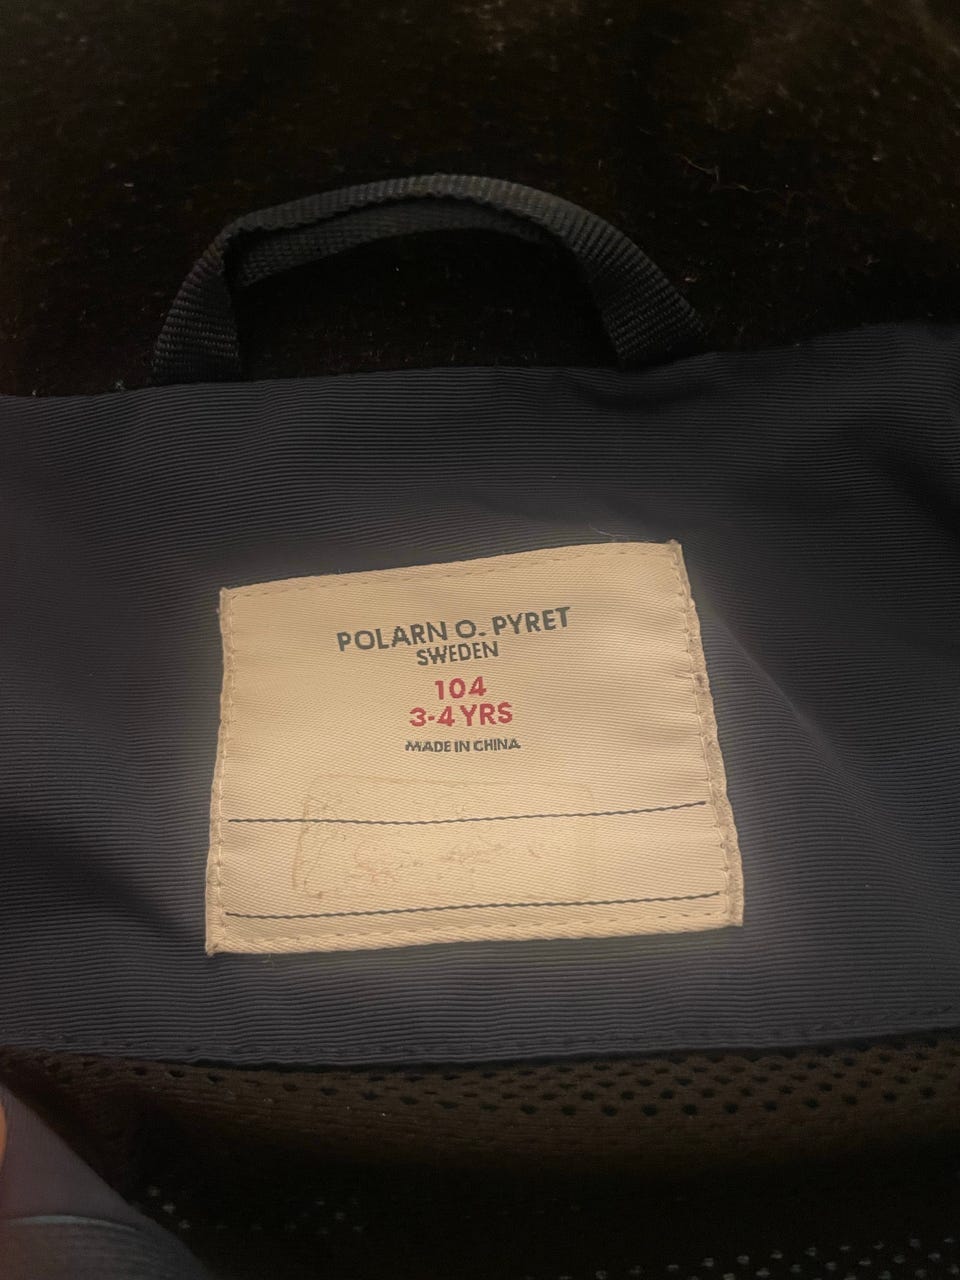 POLARN O. PYRET
SWEDEN
104
3-4 YRS
MADE IN CHINA